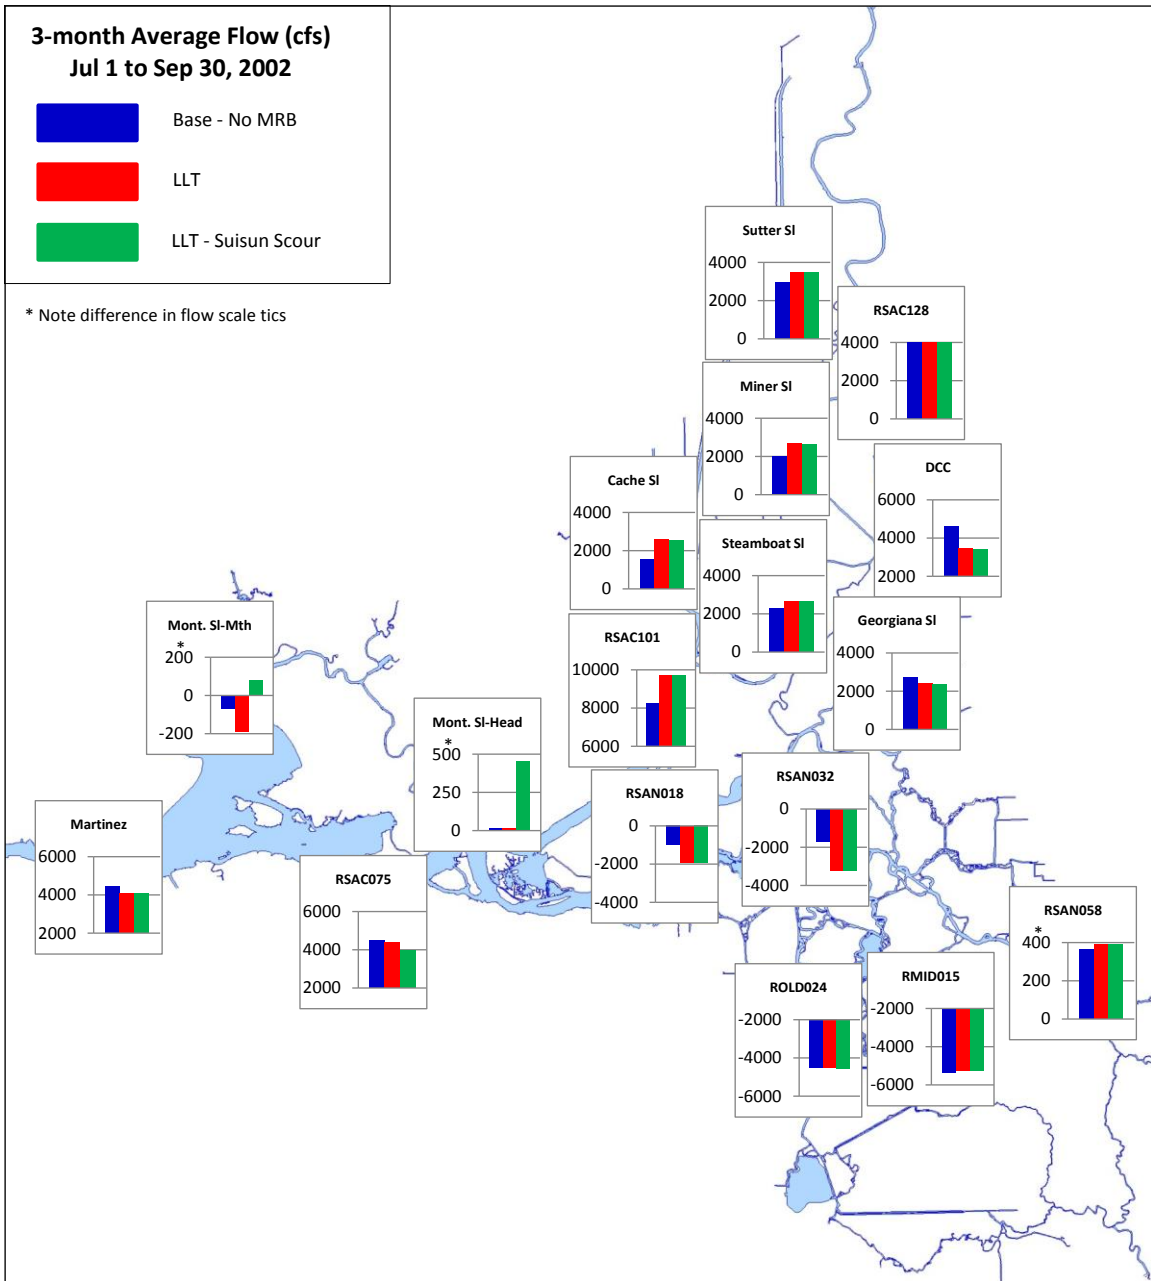 3-month Average Flow (cfs)
Jul 1 to Sep 30, 2002
Base - No MRB
LLT
LLT - Suisun Scour
* Note difference in flow scale tics
Sutter Sl
4000
2000
0
RSAC128
4000
2000
0
Miner Sl
4000
2000
0
DCC
6000
4000
2000
Cache Sl
4000
2000
0
Steamboat Sl
4000
2000
0
Georgiana Sl
4000
2000
0
Mont. Sl-Mth
*
200
0
-200
RSAC101
10000
8000
6000
Mont. Sl-Head
*
500
250
0
RSAN032
0
-2000
-4000
RSAN018
0
-2000
-4000
Martinez
6000
4000
2000
RSAC075
6000
4000
2000
RSAN058
*
400
200
0
ROLD024
-2000
-4000
-6000
RMID015
-2000
-4000
-6000